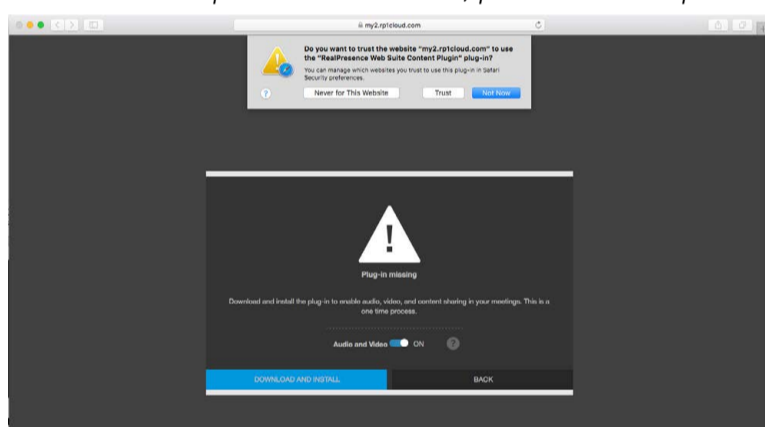 my2.rp1cloud.com
Do you want to trust the website "my2.rp1cloud.com" to use
the "RealPresence Web Suite
Content Plugin" plug-in?
You can manage which websites you trust to use this plug-in in Safari
Security preferences.
?
Never for This Website
Trust
Not Now
!
Plug-in missing
Download and install the plug-in to enable audio, video, and content sharing in your meetings. This is a
one time process.
Audio and Video
ON
?
DOWNLOAD AND INSTALL
BACK